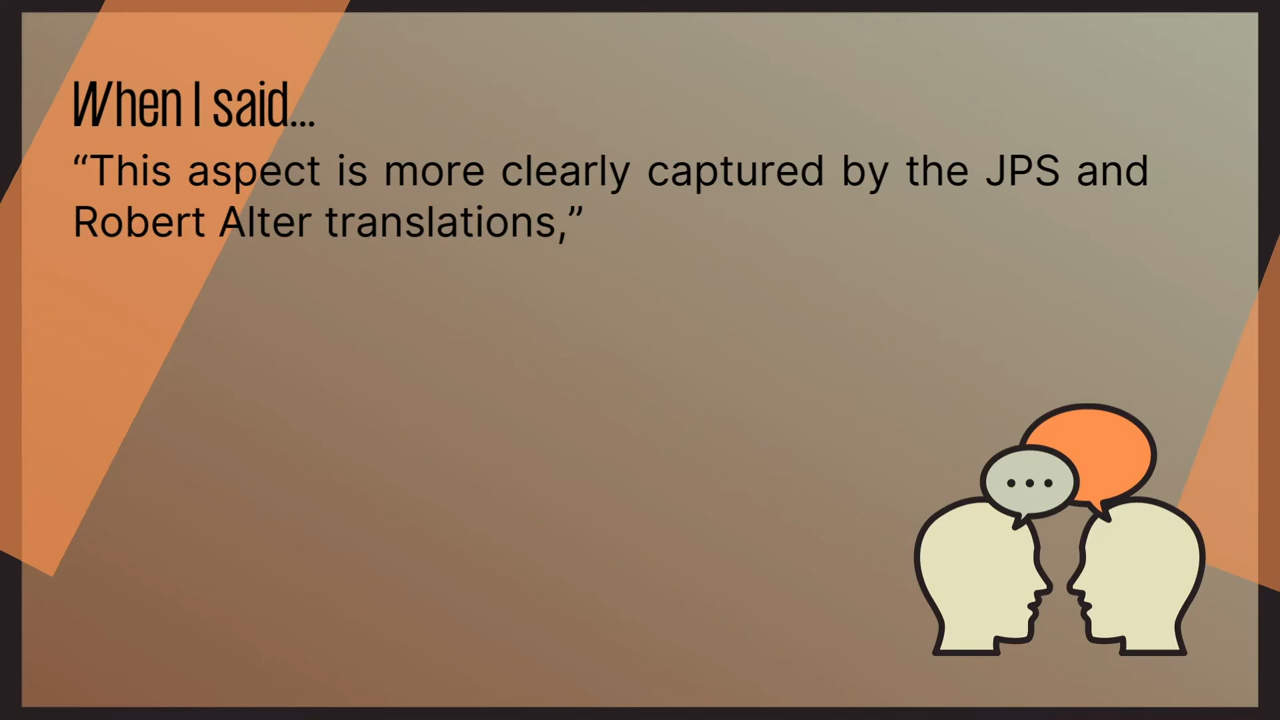 When I said...
“This aspect is more clearly captured by the JPS and
Robert Alter translations,”